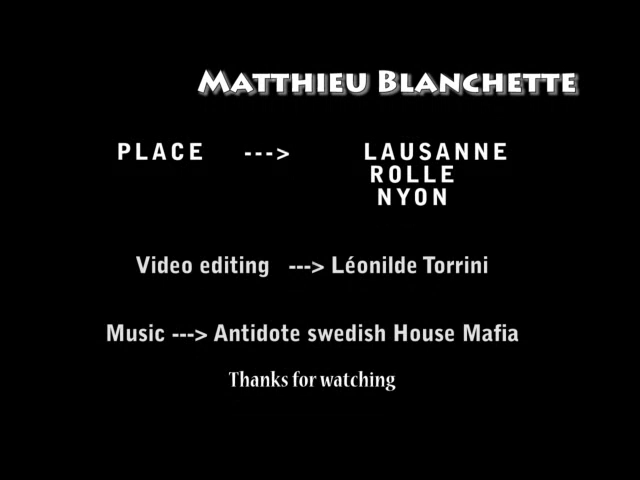 Matthieu Blanchette
PLACE ---> LAUSANNE
ROLLE
NYON
Video editing ---> Léonilde Torrini
Music ---> Antidote swedish House Mafia
Thanks for watching